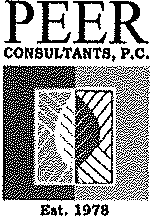 PEER
CONSULTANTS, P.C.
Est. 1978